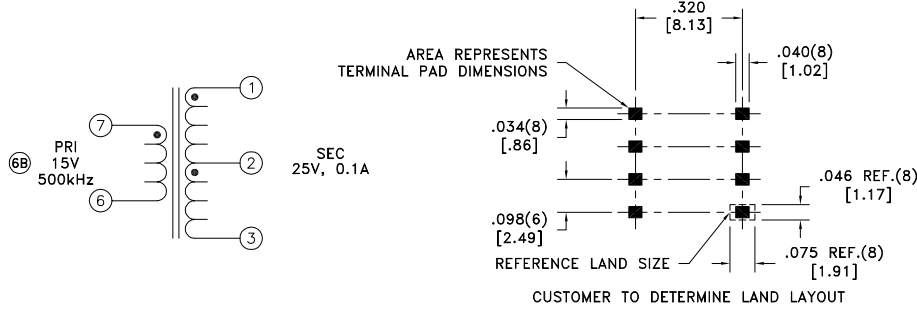 .320
[8.13]
AREA REPRESENTS
TERMINAL PAD DIMENSIONS
.040(8)
[1.02]
1
7
PRI
15V
500kHz
6B
6
2
SEC
25V, 0.1A
3
.034(8)
[.86]
.098(6)
[2.49]
.046 REF.(8)
[1.17]
.075 REF.(8)
[1.91]
REFERENCE LAND SIZE
CUSTOMER TO DETERMINE LAND LAYOUT